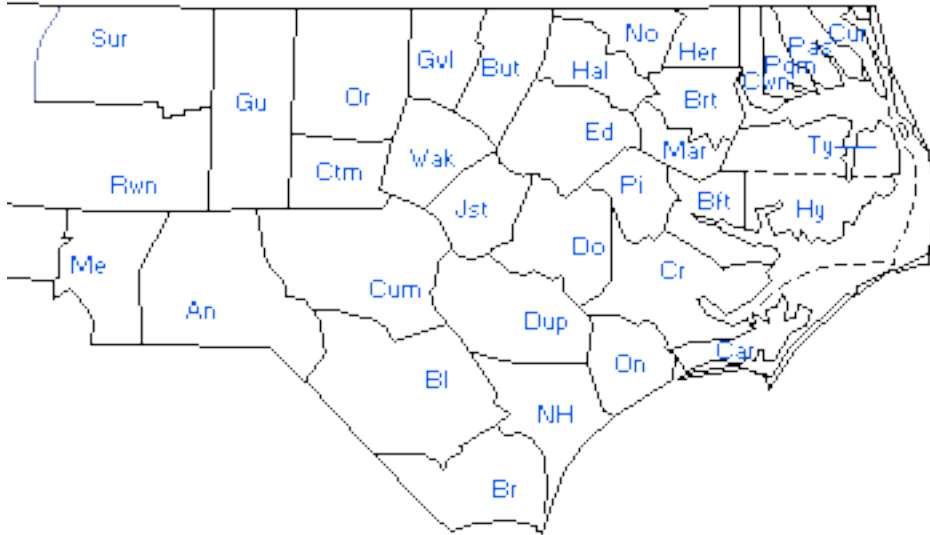 Sur
Gu
Or
Gvl
But
No
Hal
Her
Cwn
Pqm
Pas
Cur
Brt
Ed
Mar
Ty
Rwn
Ctm
Wak
Jst
Pi
Bft
Hy
Me
An
Cum
Do
Cr
Dup
Bl
On
Car
NH
Br